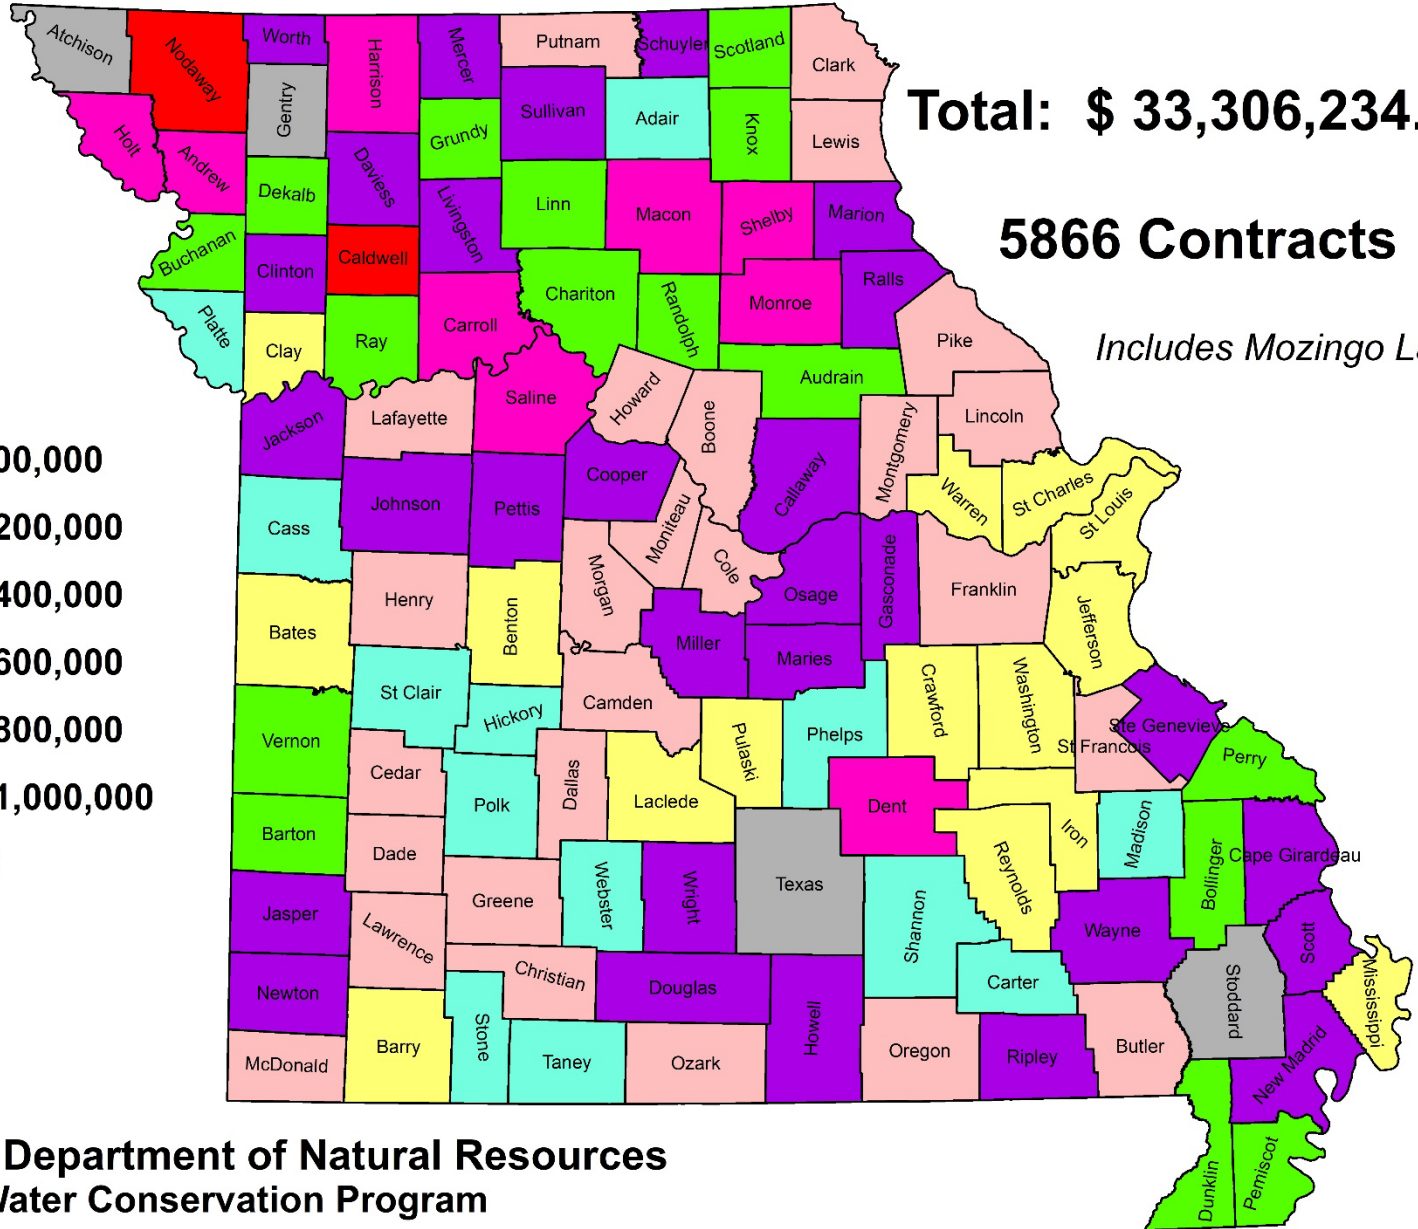 Atchison
Nodaway
Worth
Harrison
Mercer
Putnam
Schuyler
Scotland
Clark
Gentry
Sullivan
Adair
Knox
Lewis
Total: $ 33,306,234.
Holt
Andrew
Dekalb
Daviess
Grundy
Livingston
Linn
Macon
Shelby
Marion
5866 Contracts
Buchanan
Clinton
Caldwell
Chariton
Randolph
Monroe
Ralls
Platte
Clay
Ray
Carroll
Audrain
Pike
Includes Mozingo
Jackson
Lafayette
Saline
Howard
Boone
Callaway
Montgomery
Lincoln
00,000
Cass
Johnson
Pettis
Cooper
Moniteau
Cole
Warren
St Charles
St Louis
200,000
Bates
Henry
Benton
Morgan
Miller
Osage
Gasconade
Franklin
Jefferson
400,000
600,000
St Clair
Hickory
Camden
Maries
Phelps
Crawford
Washington
St Francois
Ste Genevieve
Perry
800,000
Vernon
Cedar
Polk
Dallas
Laclede
Pulaski
Dent
Iron
Madison
Bollinger
Cape Girardeau
1,000,000
Barton
Dade
Greene
Webster
Wright
Texas
Shannon
Reynolds
Wayne
Stoddard
Scott
Mississippi
Jasper
Lawrence
Christian
Douglas
Howell
Carter
Newton
Barry
Stone
Taney
Ozark
Oregon
Ripley
Butler
New Madrid
McDonald
Dunklin
Pemiscot
Department of Natural Resources
Water Conservation Program